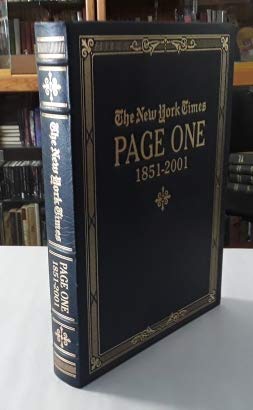 The New York Times
PAGE ONE
1851-2001
The New York Times
PAGE ONE
1851-2001